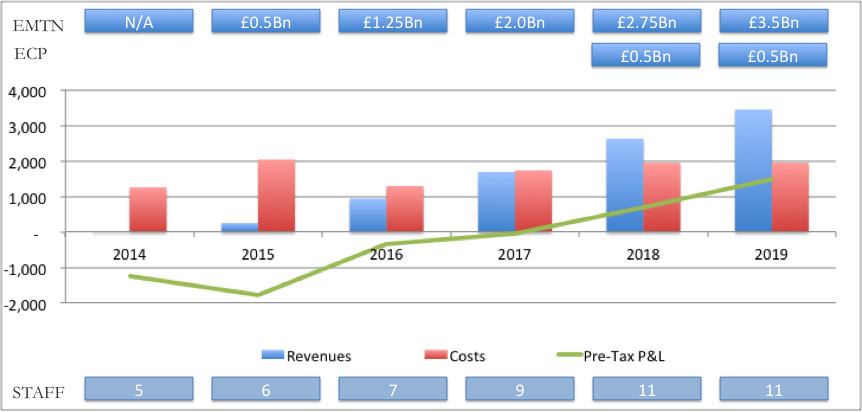 EMTN N/A £0.5Bn £1.25Bn £2.0Bn £2.75Bn £3.5Bn
ECP £0.5Bn £0.5Bn
4,000
3,000
2,000
1,000
-
2014 2015 2016 2017 2018 2019
-1,000
-2,000
Revenues Costs Pre-Tax P&L
STAFF 5 6 7 9 11 11